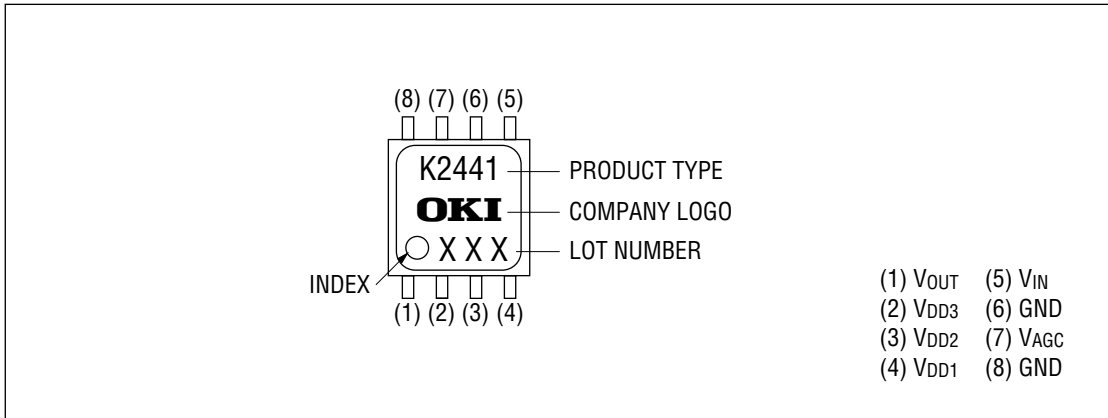 (8) (7) (6) (5)
K2441
PRODUCT TYPE
OKI
COMPANY LOGO
X X X
LOT NUMBER
INDEX
(1) (2) (3) (4)
(1) VOUT (5) VIN
(2) VDD3 (6) GND
(3) VDD2 (7) VAGC
(4) VDD1 (8) GND